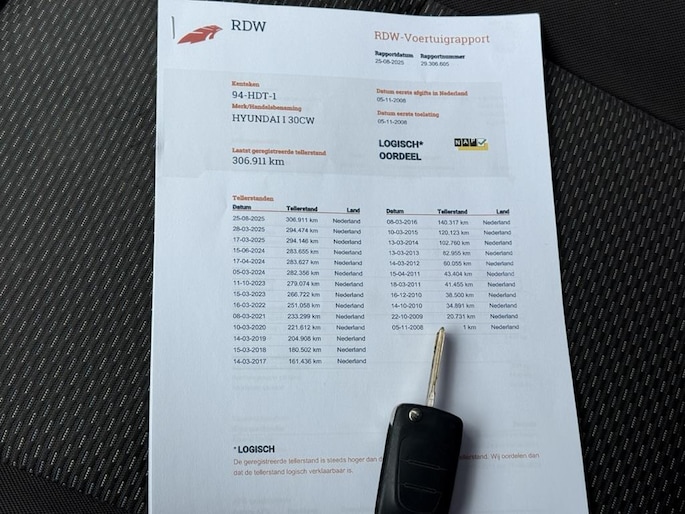 RDW
RDW-Voertuigrapport
Rapportdatum Rapportnummer
25-08-2025 29.306.605
Kenteken
94-HDT-1
Merk/Handelsbenaming
HYUNDAI I 30CW
Datum eerste afgifte in Nederland
05-11-2008
Datum eerste toelating
05-11-2008
Laatst geregistreerde tellerstand
306.911 km
LOGISCH*
OORDEEL
NAP
Tellerstanden
Datum Tellerstand Land
25-08-2025 306.911 km Nederland
28-03-2025 294.474 km Nederland
17-03-2025 294.146 km Nederland
15-06-2024 283.655 km Nederland
17-04-2024 283.627 km Nederland
05-03-2024 282.356 km Nederland
11-10-2023 279.074 km Nederland
15-03-2023 266.722 km Nederland
16-03-2022 251.058 km Nederland
08-03-2021 233.299 km Nederland
10-03-2020 221.612 km Nederland
14-03-2019 204.908 km Nederland
15-03-2018 180.502 km Nederland
14-03-2017 161.436 km Nederland
Datum Tellerstand Land
08-03-2016 140.317 km Nederland
10-03-2015 120.123 km Nederland
13-03-2014 102.760 km Nederland
13-03-2013 82.955 km Nederland
14-03-2012 60.055 km Nederland
15-04-2011 43.404 km Nederland
18-03-2011 41.455 km Nederland
16-12-2010 36.500 km Nederland
14-10-2010 34.891 km Nederland
22-10-2009 20.731 km Nederland
05-11-2008 1 km Nederland
*LOGISCH
De geregistreerde tellerstand is steeds hoger dan d tellerstand. Wij oordelen dan
dat de tellerstand logisch verklaarbaar is.